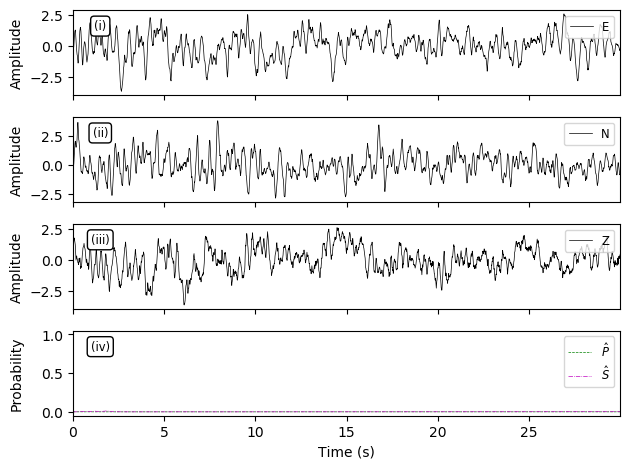 2.5
0.0
−2.5
Amplitude
(i)
E
2.5
0.0
−2.5
Amplitude
(ii)
N
2.5
0.0
−2.5
Amplitude
(iii)
Z
1.0
0.5
0.0
Probability
(iv)
P̂
Ŝ
0 5 10 15 20 25
Time (s)